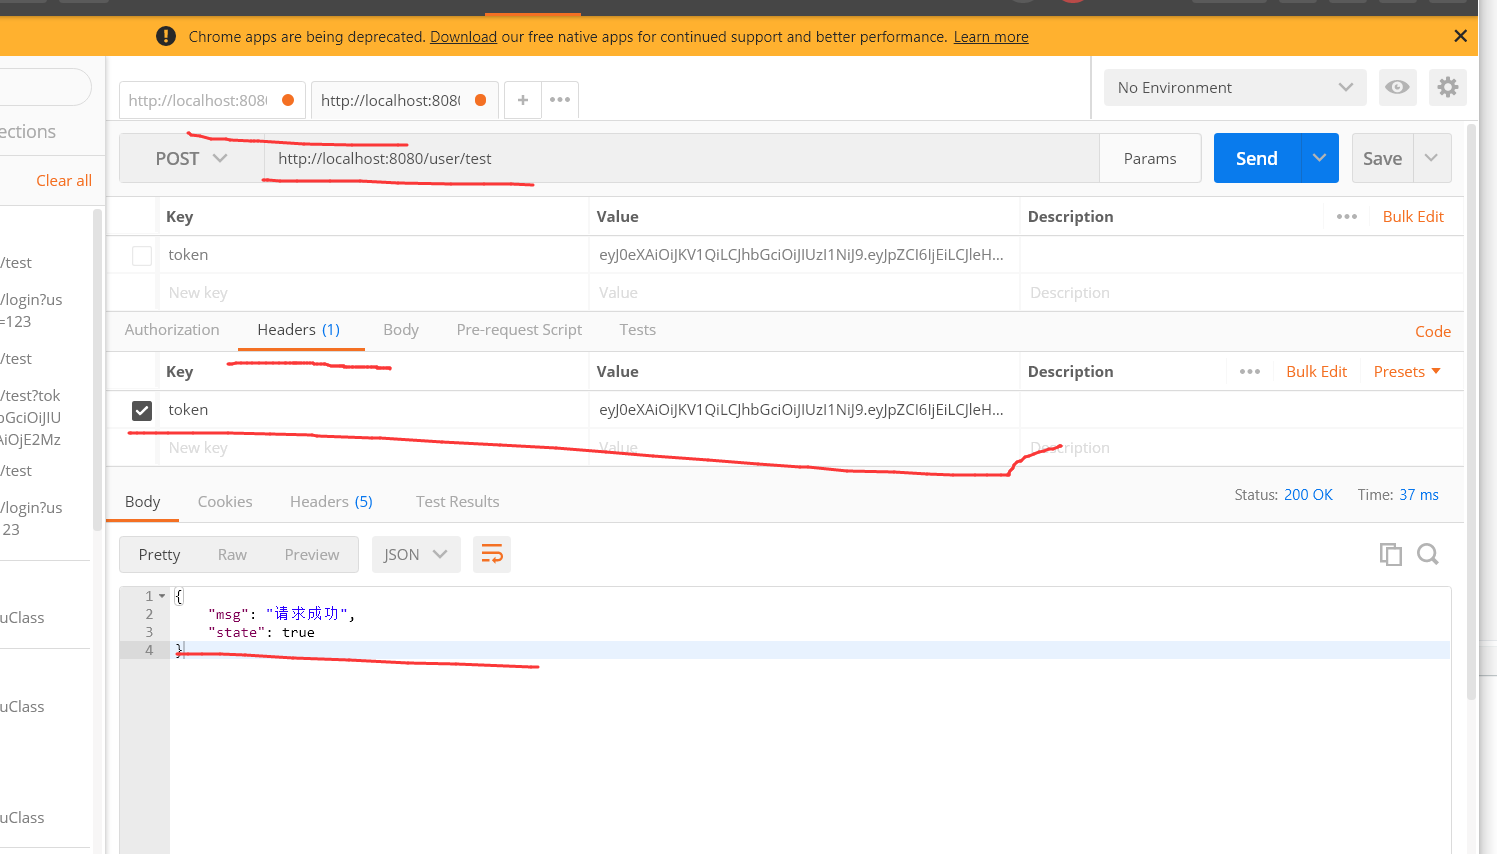 Chrome apps are being deprecated. Download our free native apps for continued support and better performance. Learn more
http://localhost:808
http://localhost:808
No Environment
ections
Clear all
/test
/login?us
=123
/test
/test?tok
bGciOiJIU
AiOjE2Mz
/test
/login?us
123
uClass
uClass
uClass
POST
http://localhost:8080/user/test
Params
Send
Save
Key Value Description ••• Bulk Edit
token eyJ0eXAiOiJKV1QiLCJhbGciOiJIUzI1NiJ9.eyJpZCI6IjEiLCJleH...
New key Value Description
Authorization Headers (1) Body Pre-request Script Tests Code
Key Value Description ••• Bulk Edit Presets
token eyJ0eXAiOiJKV1QiLCJhbGciOiJIUzI1NiJ9.eyJpZCI6IjEiLCJleH...
New key Value Description
Body Cookies Headers (5) Test Results Status: 200 OK Time: 37 ms
Pretty Raw Preview JSON
1 {
2 "msg": "请求成功",
3 "state": true
4 }